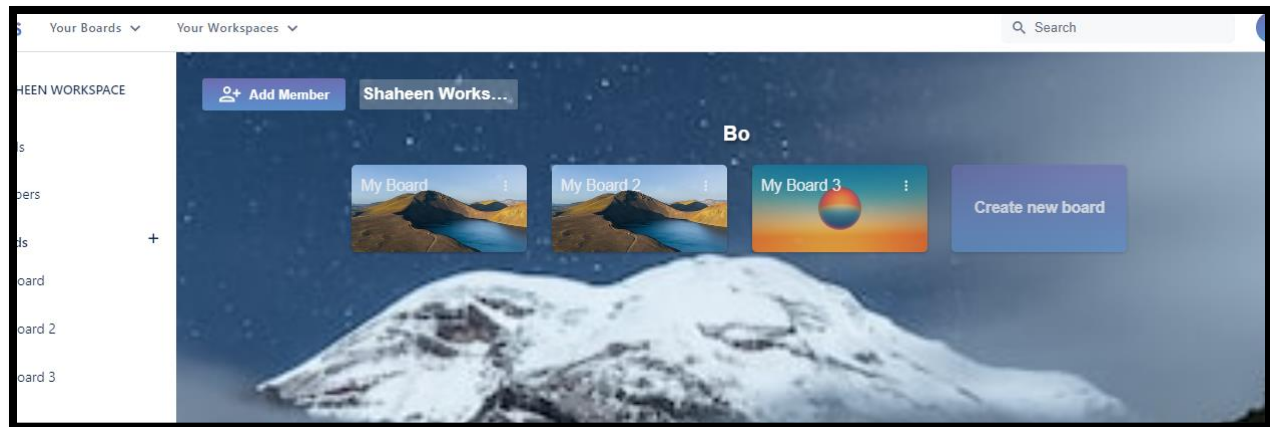 s Your Boards Your Workspaces Search
HEEN WORKSPACE
Add Member Shaheen Works...
Bo
ls
bers
ds +
My Board My Board 2 My Board 3 Create new board
oard
oard 2
oard 3